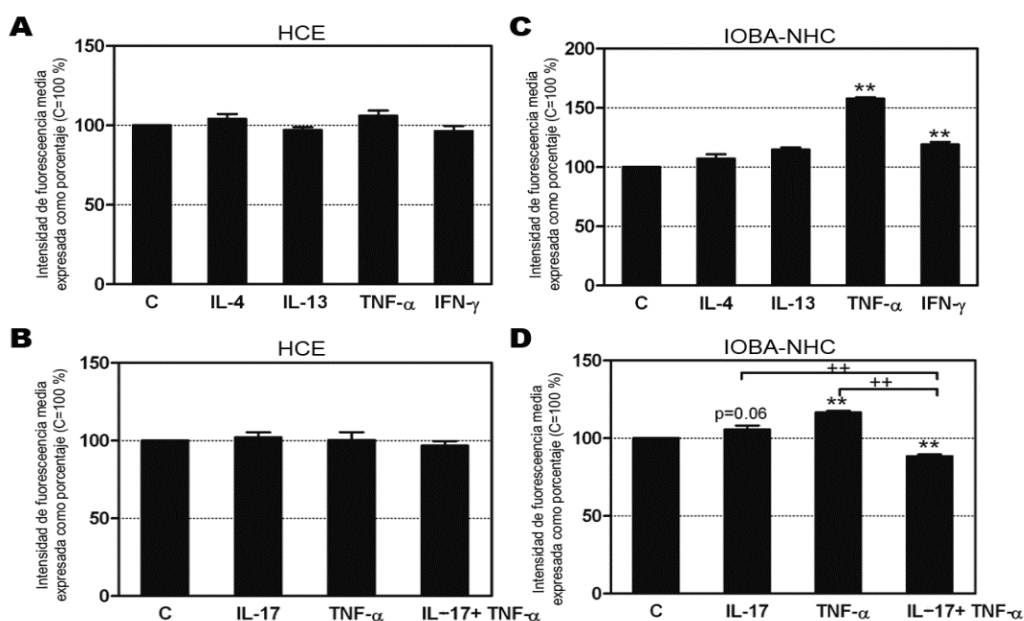 A
HCE
Intensidad de fuoresceencia media
expresada como porcentaje (C=100 %)
150
100
50
0
C IL-4 IL-13 TNF-α IFN-γ
C
IOBA-NHC
Intensidad de fuoresceencia media
expresada como porcentaje (C=100 %)
200
150
100
50
0
**
**
C IL-4 IL-13 TNF-α IFN-γ
B
HCE
Intensidad de fuoresceencia media
expresada como porcentaje (C=100 %)
150
100
50
0
C IL-17 TNF-α IL-17+ TNF-α
D
IOBA-NHC
Intensidad de fuoresceencia media
expresada como porcentaje (C=100 %)
150
100
50
0
++
++
p=0.06
**
**
C IL-17 TNF-α IL-17+ TNF-α